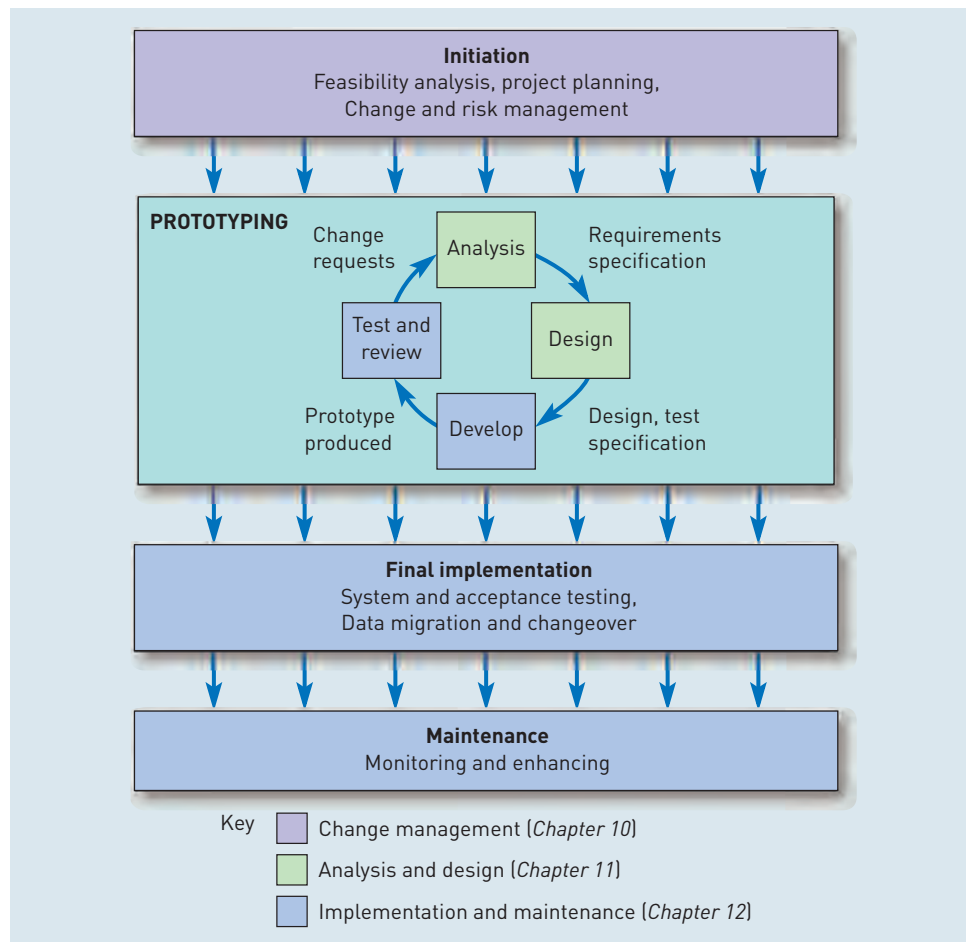 Initiation
Feasibility analysis, project planning,
Change and risk management
PROTOTYPING
Change
requests
Analysis
Requirements
specification
Test and
review
Design
Prototype
produced
Develop
Design, test
specification
Final implementation
System and acceptance testing,
Data migration and changeover
Maintenance
Monitoring and enhancing
Key
Change management (Chapter 10)
Analysis and design (Chapter 11)
Implementation and maintenance (Chapter 12)